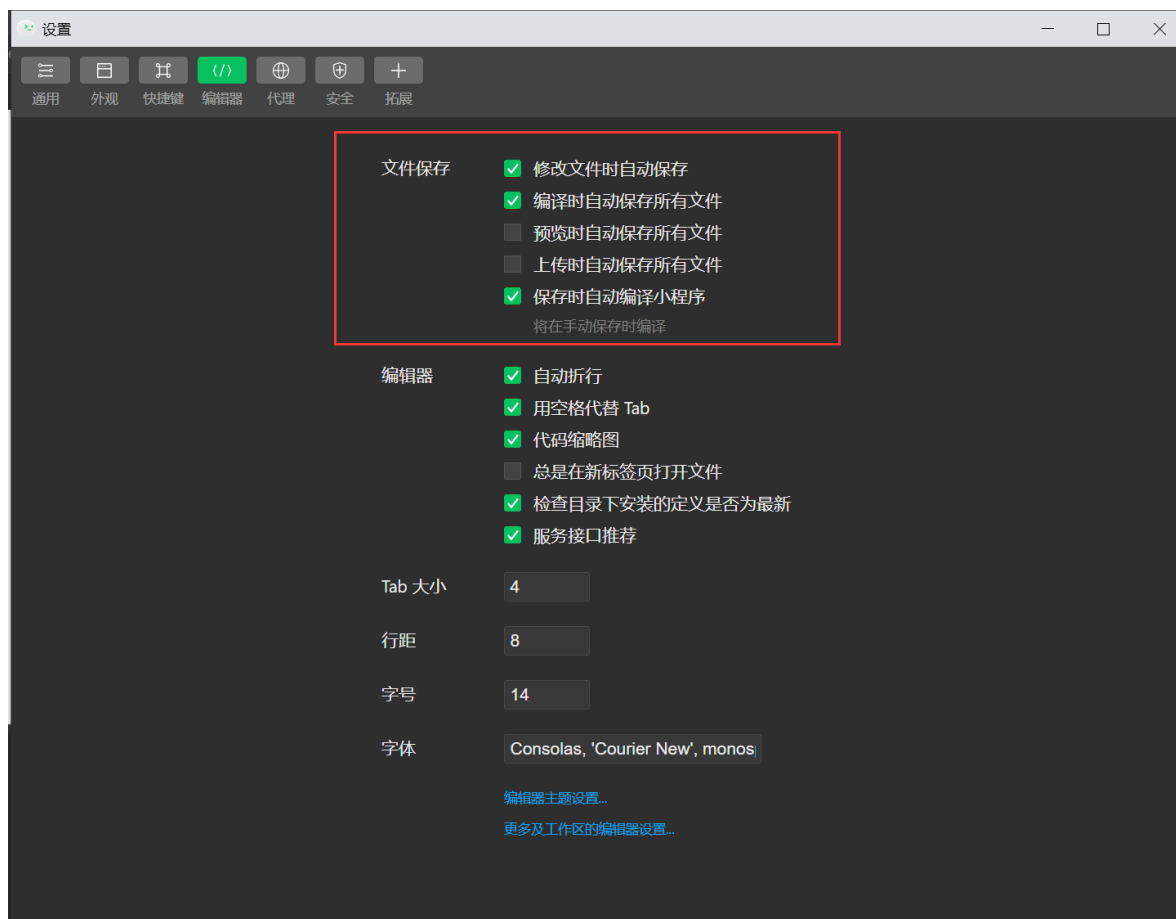 设置
通用 外观 快捷键 编辑器 代理 安全 拓展
文件保存 修改文件时自动保存
编译时自动保存所有文件
预览时自动保存所有文件
上传时自动保存所有文件
保存时自动编译小程序
将在手动保存时编译
编辑器 自动折行
用空格代替 Tab
代码缩略图
总是在新标签页打开文件
检查目录下安装的定义是否为最新
服务接口推荐
Tab 大小 4
行距 8
字号 14
字体 Consolas, 'Courier New', monos
编辑器主题设置...
更多及工作区的编辑器设置...